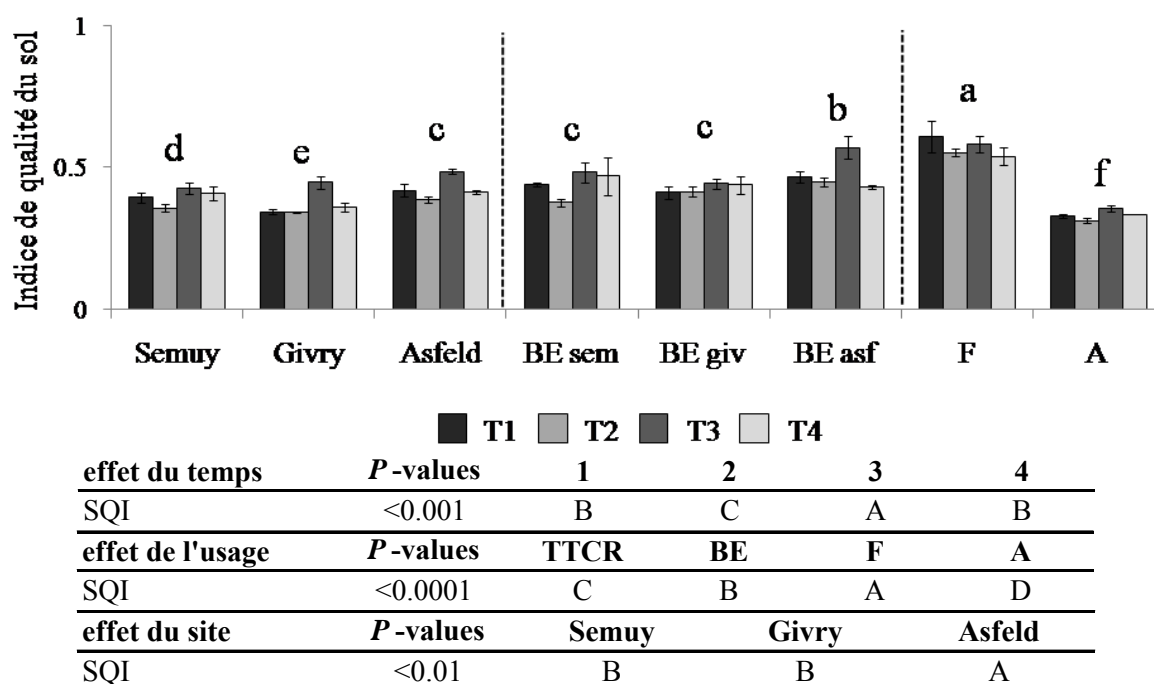 1
Indice de qualité du sol
a
b
c
c
c
d
e
0.5
f
0
Semuy Givry Asfeld BE sem BE giv BE asf F A
T1 T2 T3 T4
effet du temps P-values 1 2 3 4
SQI <0.001 B C A B
effet de l'usage P-values TTCR BE F A
SQI <0.0001 C B A D
effet du site P-values Semuy Givry Asfeld
SQI <0.01 B B A